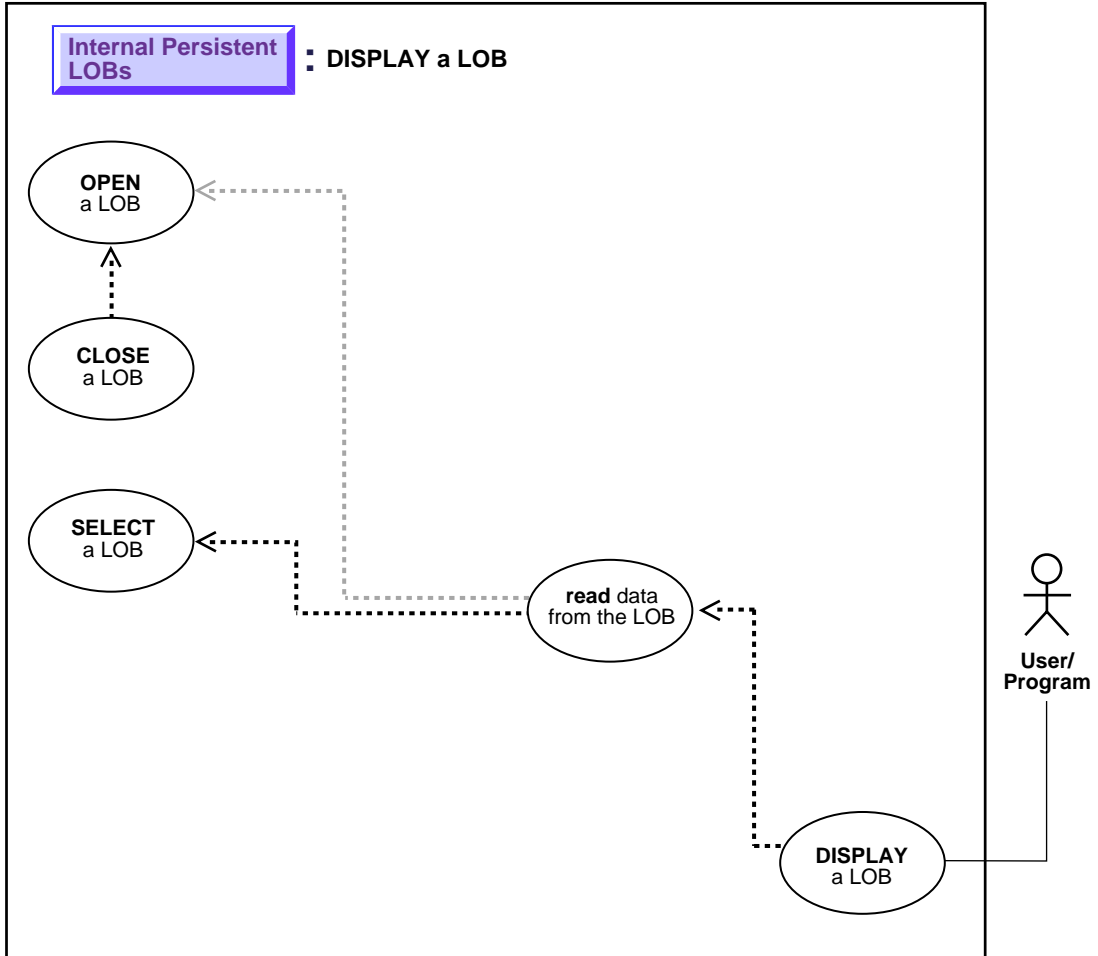 Internal Persistent
LOBs
: DISPLAY a LOB
OPEN
a LOB
CLOSE
a LOB
SELECT
a LOB
read data
from the LOB
User/
Program
DISPLAY
a LOB